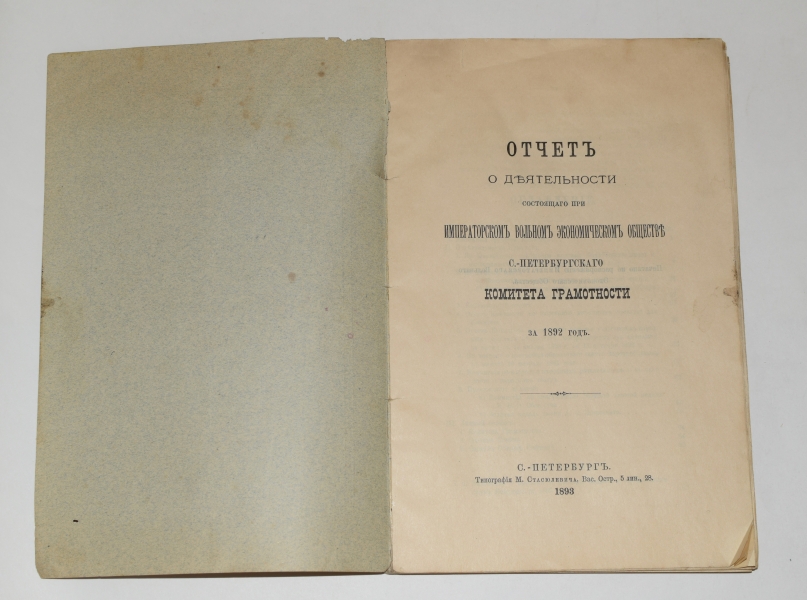 ОТЧЕТЪ
О ДѢЯТЕЛЬНОСТИ
СОСТОЯЩАГО ПРИ
ИМПЕРАТОРСКОМЪ ВОЛЬНОМЪ ЭКОНОМИЧЕСКОМЪ ОБЩЕСТВѢ
С.-ПЕТЕРБУРГСКАГО
КОМИТЕТА ГРАМОТНОСТИ
ЗА 1892 ГОДЪ.
С.-ПЕТЕРБУРГЪ.
Типографія М. Стасюлевича. Вас. Остр., 5 лин., 28.
1893